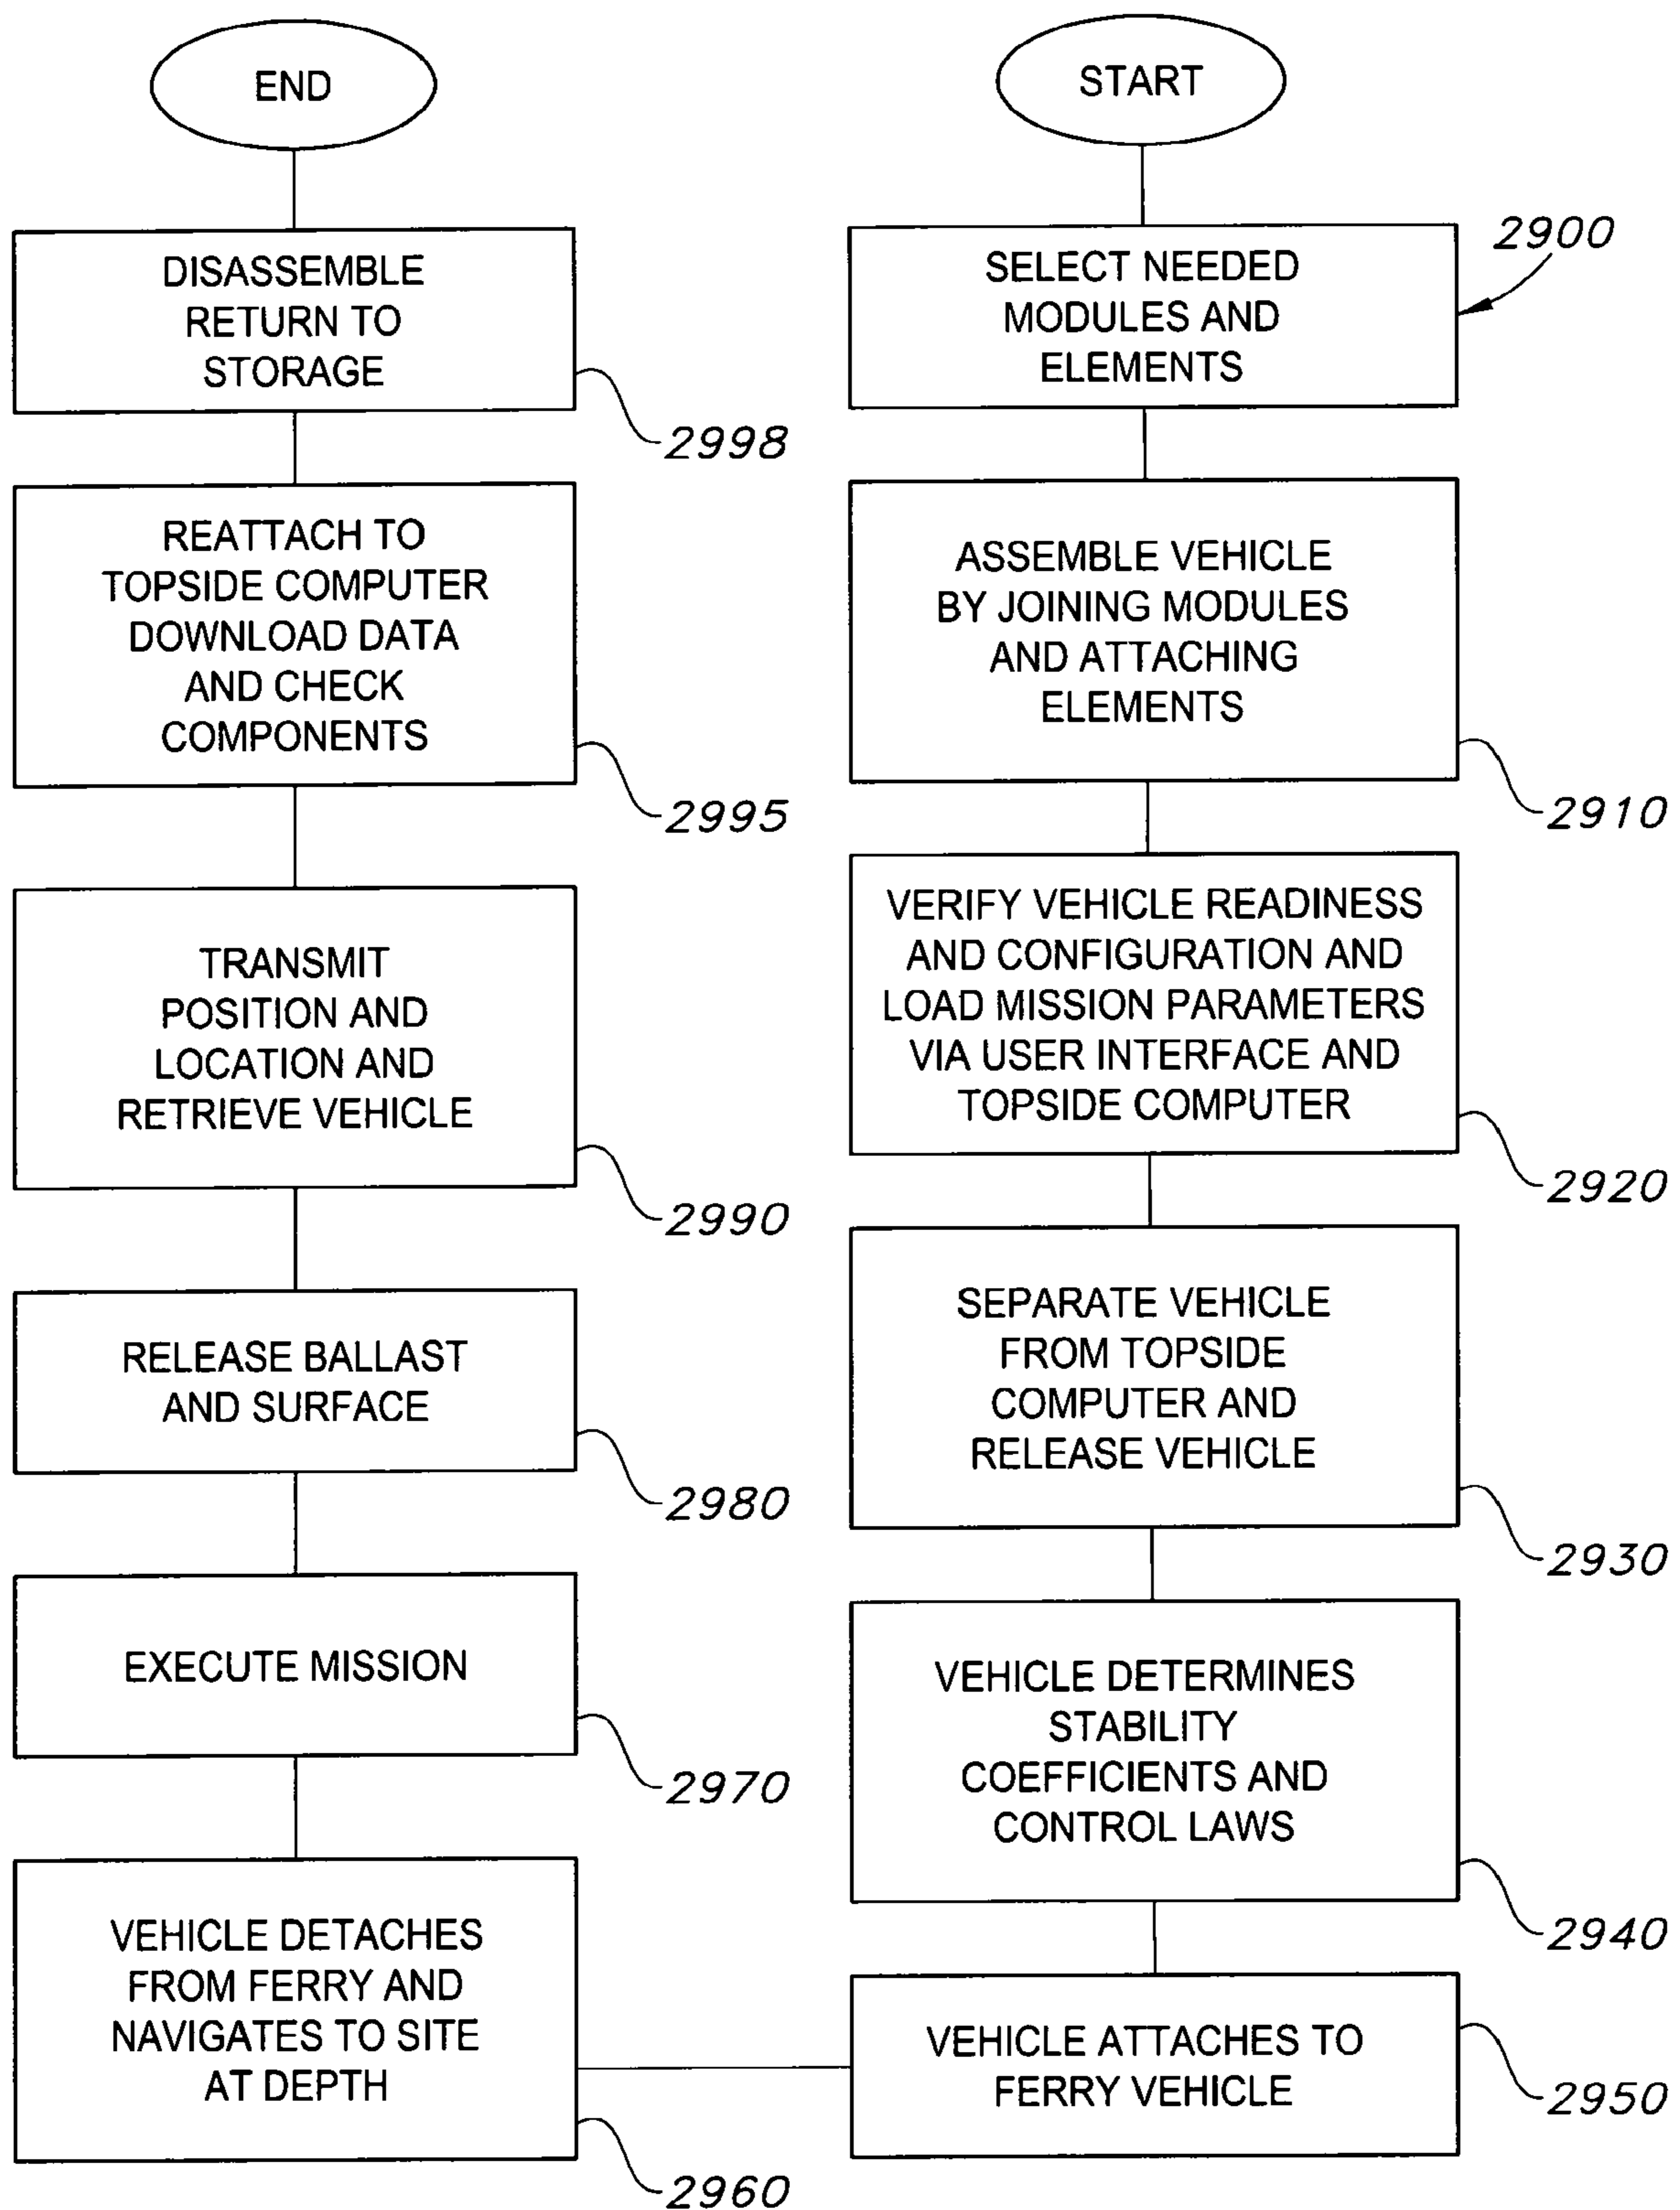 START
SELECT NEEDED
MODULES AND
ELEMENTS
2900
ASSEMBLE VEHICLE
BY JOINING MODULES
AND ATTACHING
ELEMENTS
2910
VERIFY VEHICLE READINESS
AND CONFIGURATION AND
LOAD MISSION PARAMETERS
VIA USER INTERFACE AND
TOPSIDE COMPUTER
2920
SEPARATE VEHICLE
FROM TOPSIDE
COMPUTER AND
RELEASE VEHICLE
2930
VEHICLE DETERMINES
STABILITY
COEFFICIENTS AND
CONTROL LAWS
2940
VEHICLE ATTACHES TO
FERRY VEHICLE
2950
VEHICLE DETACHES
FROM FERRY AND
NAVIGATES TO SITE
AT DEPTH
2960
EXECUTE MISSION
2970
RELEASE BALLAST
AND SURFACE
2980
TRANSMIT
POSITION AND
LOCATION AND
RETRIEVE VEHICLE
2990
REATTACH TO
TOPSIDE COMPUTER
DOWNLOAD DATA
AND CHECK
COMPONENTS
2995
DISASSEMBLE
RETURN TO
STORAGE
2998
END